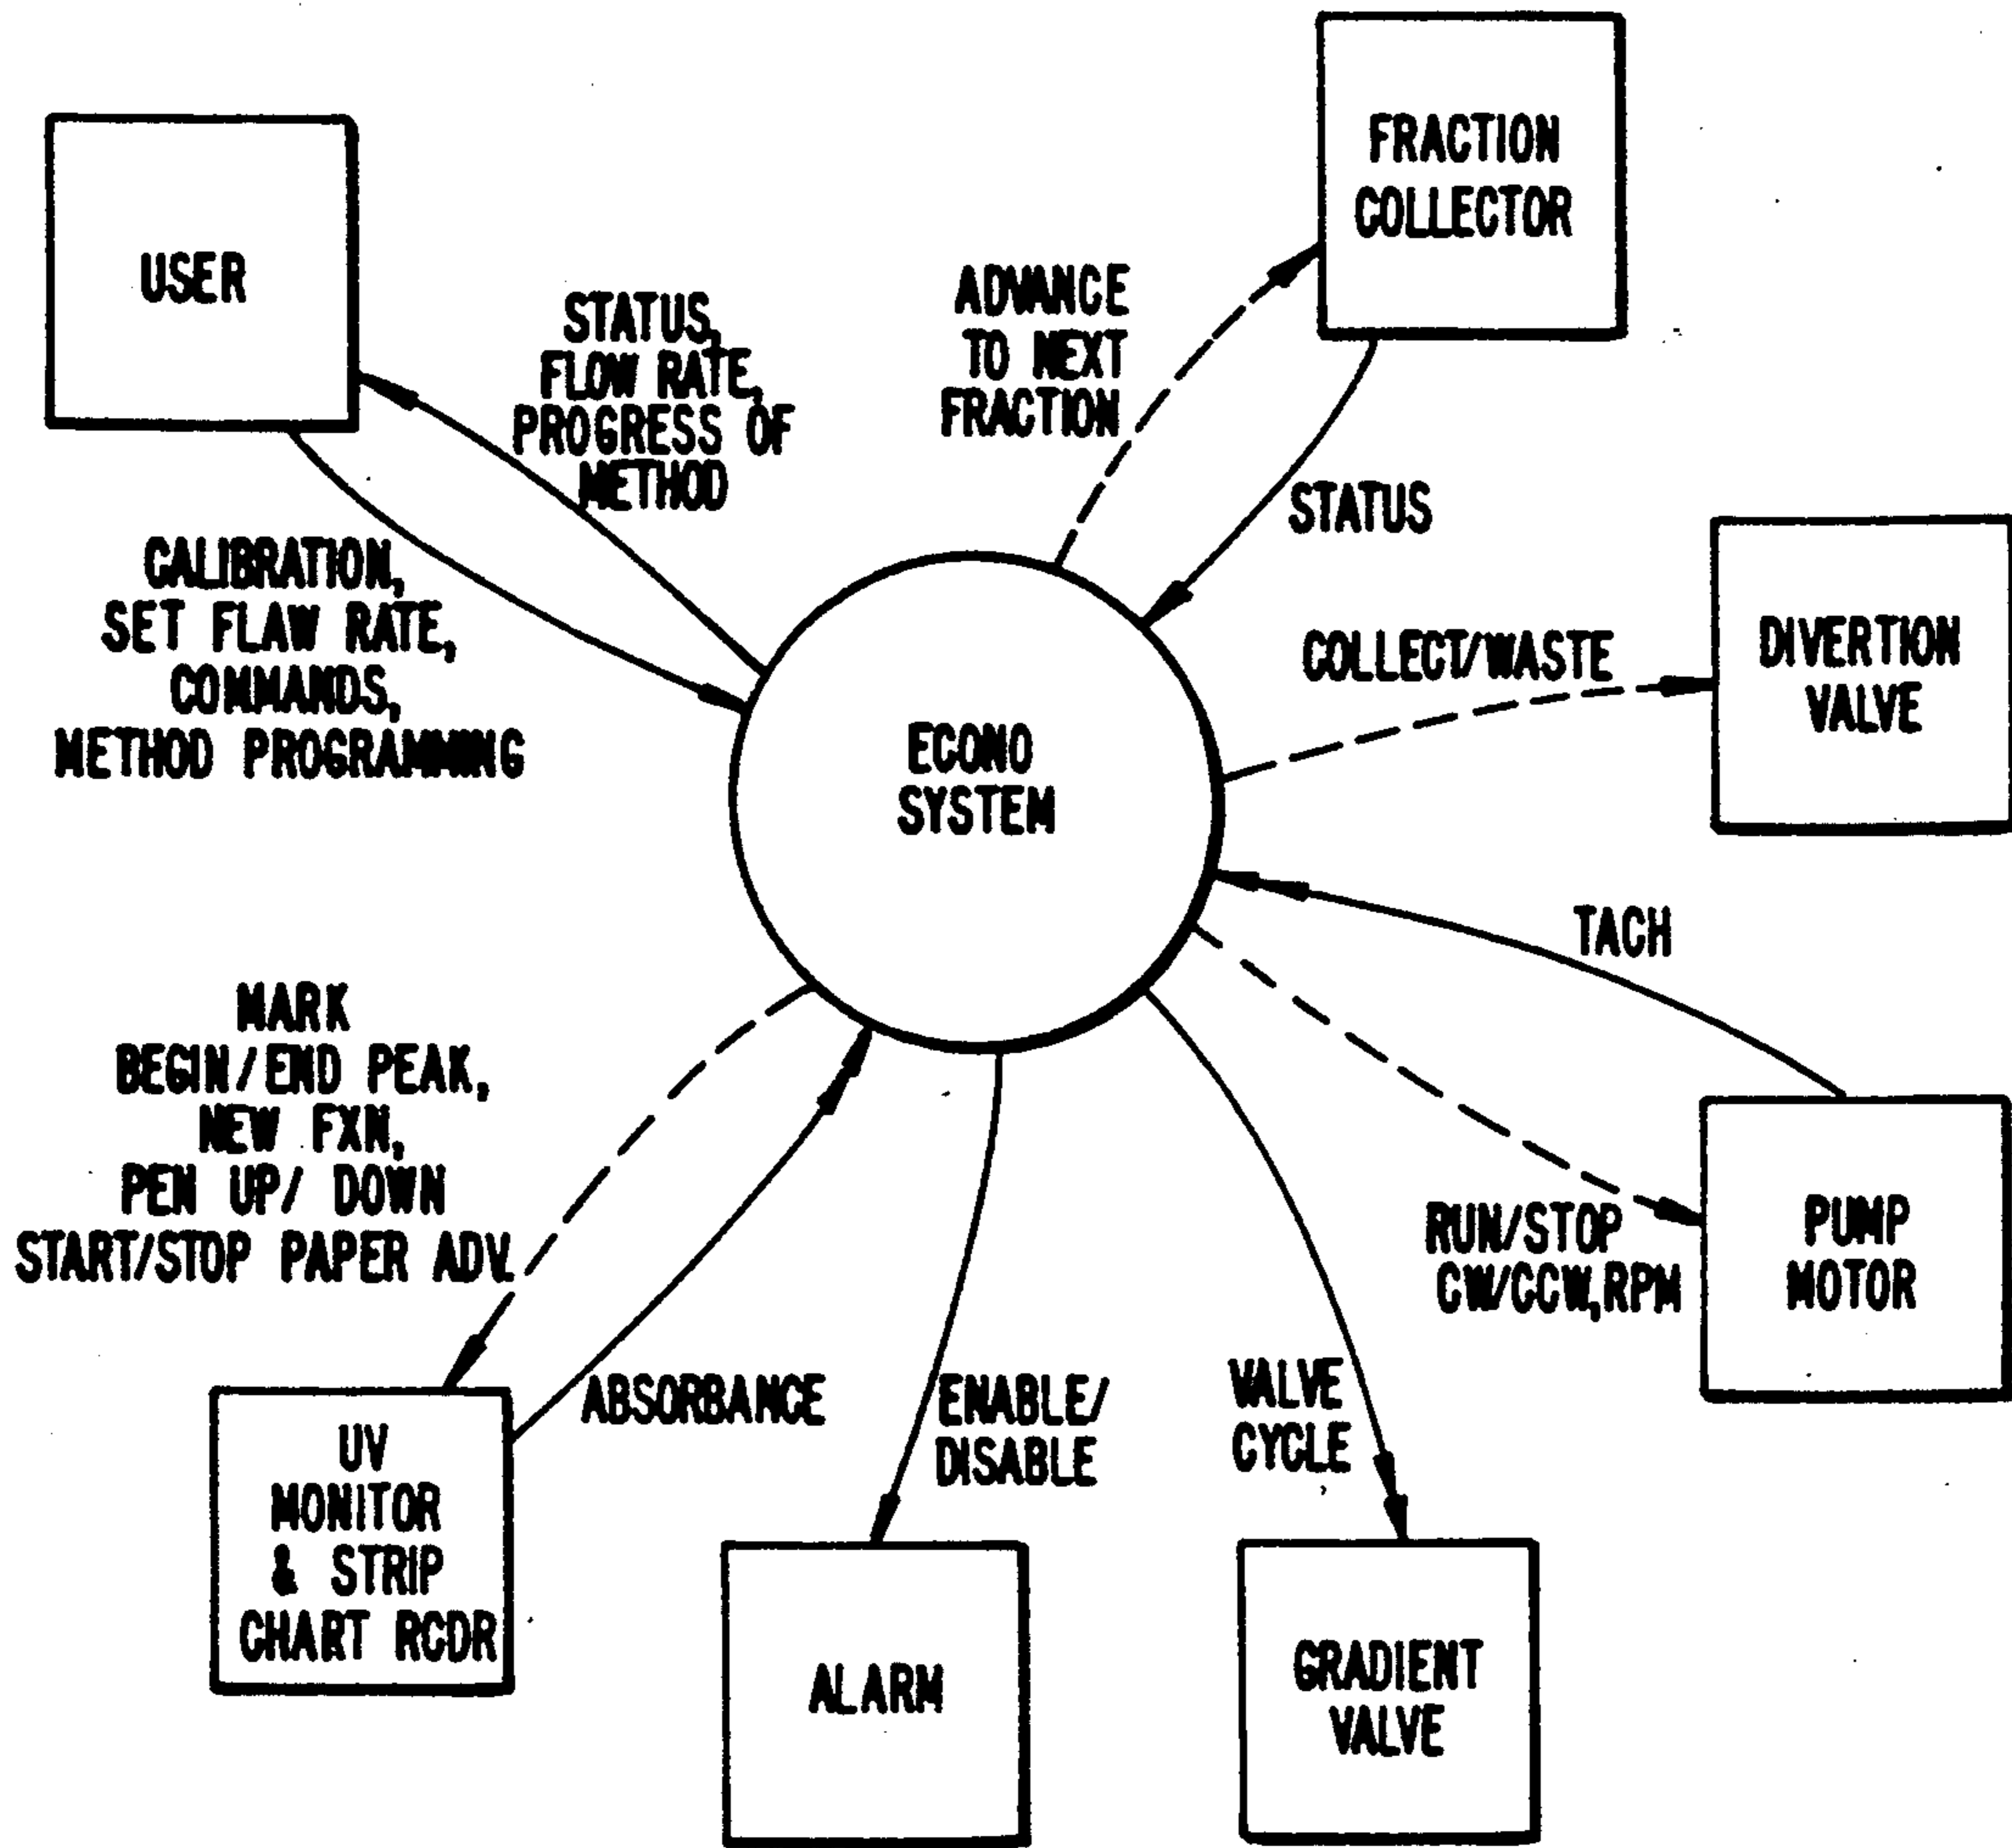 FRACTION
COLLECTOR
USER
STATUS,
FLOW RATE,
PROGRESS OF
METHOD
ADVANCE
TO NEXT
FRACTION
STATUS
CALIBRATION,
SET FLAW RATE,
COMMANDS,
METHOD PROGRAMMING
COLLECT/WASTE
DIVERTION
VALVE
ECONO
SYSTEM
TACH
MARK
BEGIN/END PEAK,
NEW FXN,
PEN UP/ DOWN
START/STOP PAPER ADV.
RUN/STOP
CW/CCW,RPM
PUMP
MOTOR
ABSORBANCE
ENABLE/
DISABLE
VALVE
CYCLE
UV
MONITOR
& STRIP
CHART RCDR
ALARM
GRADIENT
VALVE